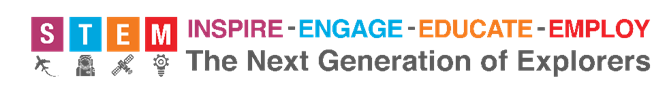 STEM INSPIRE - ENGAGE - EDUCATE - EMPLOY
The Next Generation of Explorers